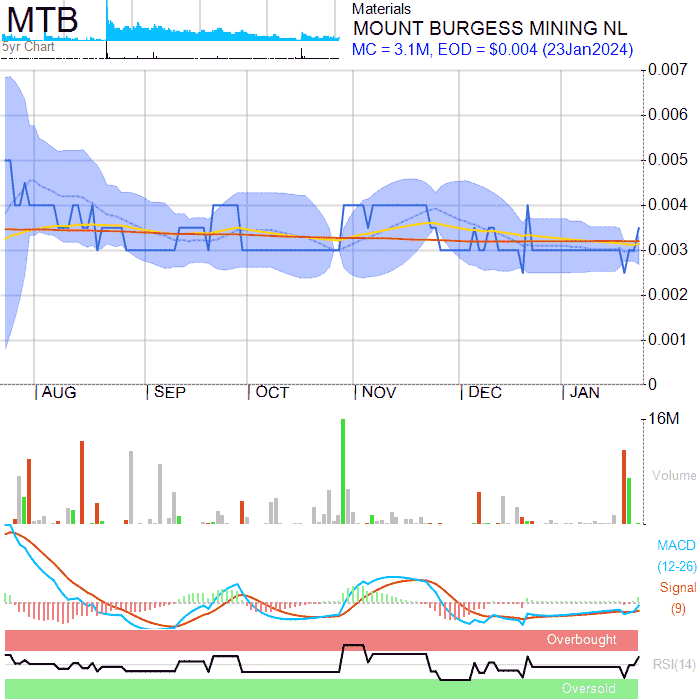 MTB
5yr Chart
Materials
MOUNT BURGESS MINING NL
MC = 3.1M, EOD = $0.004 (23Jan2024)
0.007
0.006
0.005
0.004
0.003
0.002
0.001
0
AUG SEP OCT NOV DEC JAN
16M
Volume
MACD
(12-26)
Signal
(9)
Overbought
RSI(14)
Oversold